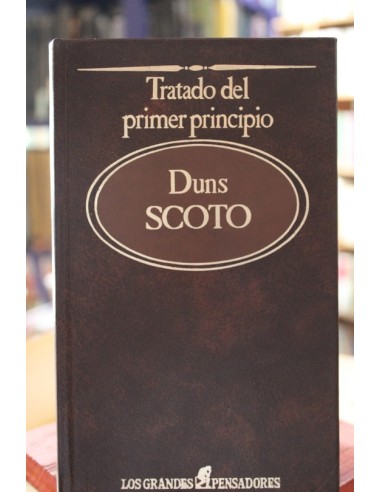 Tratado del
primer principio
Duns
SCOTO
LOS GRANDES PENSADORES